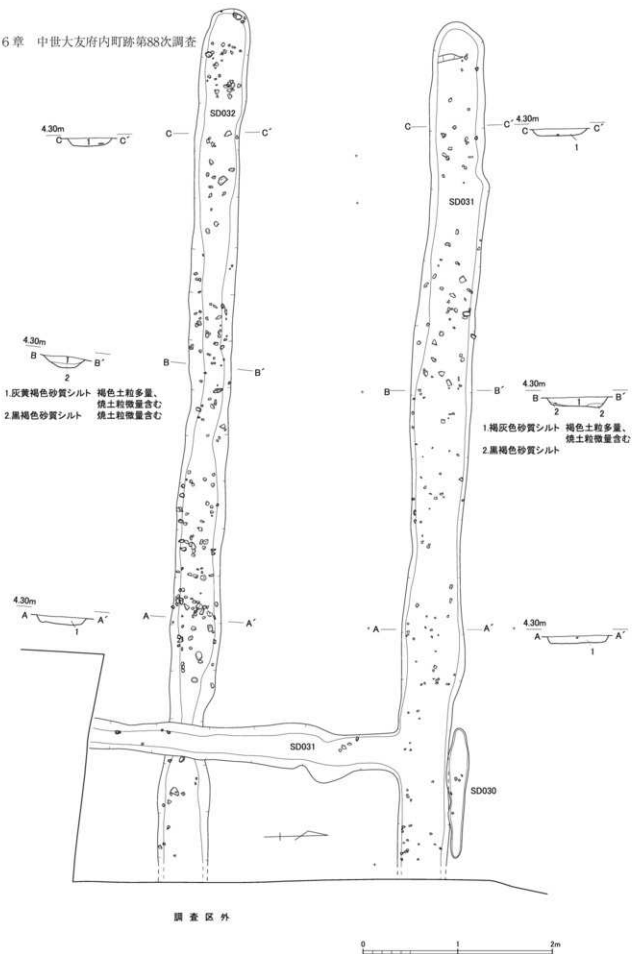 6章 中世大友府内町跡第88次調査
SD032
4.30m
C C´
1
C C´
C C´
4.30m
C C´
1
SD031
4.30m
B B´
1
2
B B´
1.灰黄褐色砂質シルト 褐色土粒多量、
焼土粒微量含む
2.黒褐色砂質シルト 焼土粒微量含む
B B´
4.30m
B B´
1
2 2
1.褐灰色砂質シルト 褐色土粒多量、
焼土粒微量含む
2.黒褐色砂質シルト
4.30m
A A´
1
A A´
A A´
4.30m
A A´
1
SD031
SD030
調査区外
0 1 2m